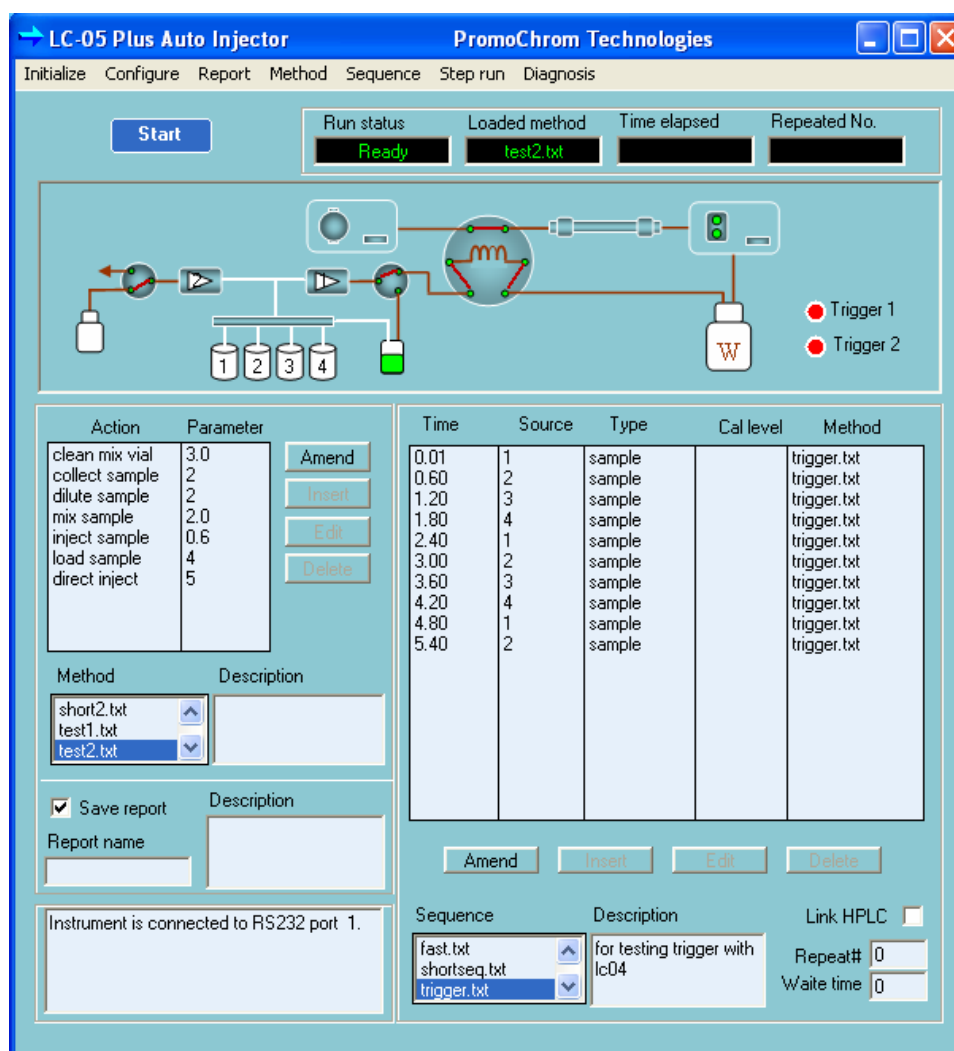 LC-05 Plus Auto Injector PromoChrom Technologies
Initialize Configure Report Method Sequence Step run Diagnosis
Start
Run status Loaded method Time elapsed Repeated No.
Ready test2.txt
Trigger 1
Trigger 2
1 2 3 4
W
Action Parameter
clean mix vial 3.0
collect sample 2
dilute sample 2
mix sample 2.0
inject sample 0.6
load sample 4
direct inject 5
Amend
Insert
Edit
Delete
Method Description
short2.txt
test1.txt
test2.txt
Save report Description
Report name
Instrument is connected to RS232 port 1.
Time Source Type Cal level Method
0.01 1 sample trigger.txt
0.60 2 sample trigger.txt
1.20 3 sample trigger.txt
1.80 4 sample trigger.txt
2.40 1 sample trigger.txt
3.00 2 sample trigger.txt
3.60 3 sample trigger.txt
4.20 4 sample trigger.txt
4.80 1 sample trigger.txt
5.40 2 sample trigger.txt
Amend Insert Edit Delete
Sequence Description Link HPLC
fast.txt
shortseq.txt
trigger.txt
for testing trigger with
lc04
Repeat# 0
Waite time 0